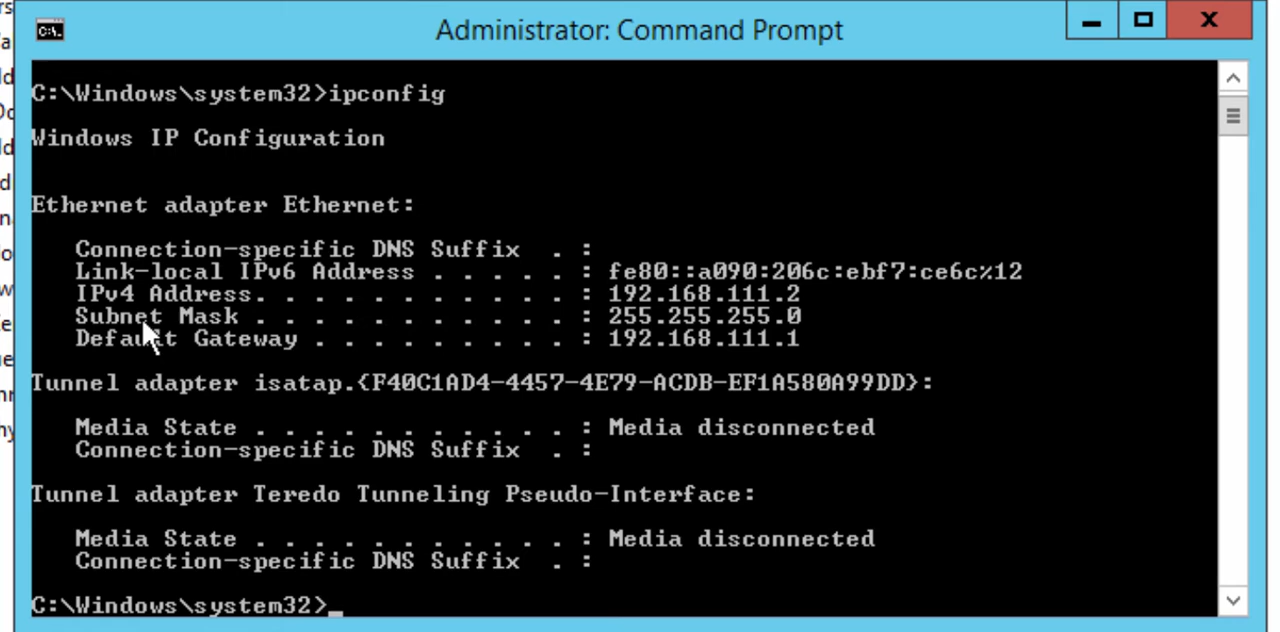 Administrator: Command Prompt
C:\Windows\system32>ipconfig
Windows IP Configuration
Ethernet adapter Ethernet:
Connection-specific DNS Suffix . :
Link-local IPv6 Address . . . . . : fe80::a090:206c:ebf7:ce6c%12
IPv4 Address. . . . . . . . . . . : 192.168.111.2
Subnet Mask . . . . . . . . . . . : 255.255.255.0
Default Gateway . . . . . . . . . : 192.168.111.1
Tunnel adapter isatap.{F40C1AD4-4457-4E79-ACDB-EF1A580A99DD}:
Media State . . . . . . . . . . . : Media disconnected
Connection-specific DNS Suffix . :
Tunnel adapter Teredo Tunneling Pseudo-Interface:
Media State . . . . . . . . . . . : Media disconnected
Connection-specific DNS Suffix . :
C:\Windows\system32>_